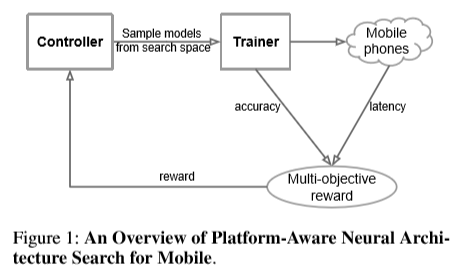 Controller
Sample models
from search space
Trainer
Mobile
phones
accuracy
latency
reward
Multi-objective
reward
Figure 1: An Overview of Platform-Aware Neural Archi-
tecture Search for Mobile.